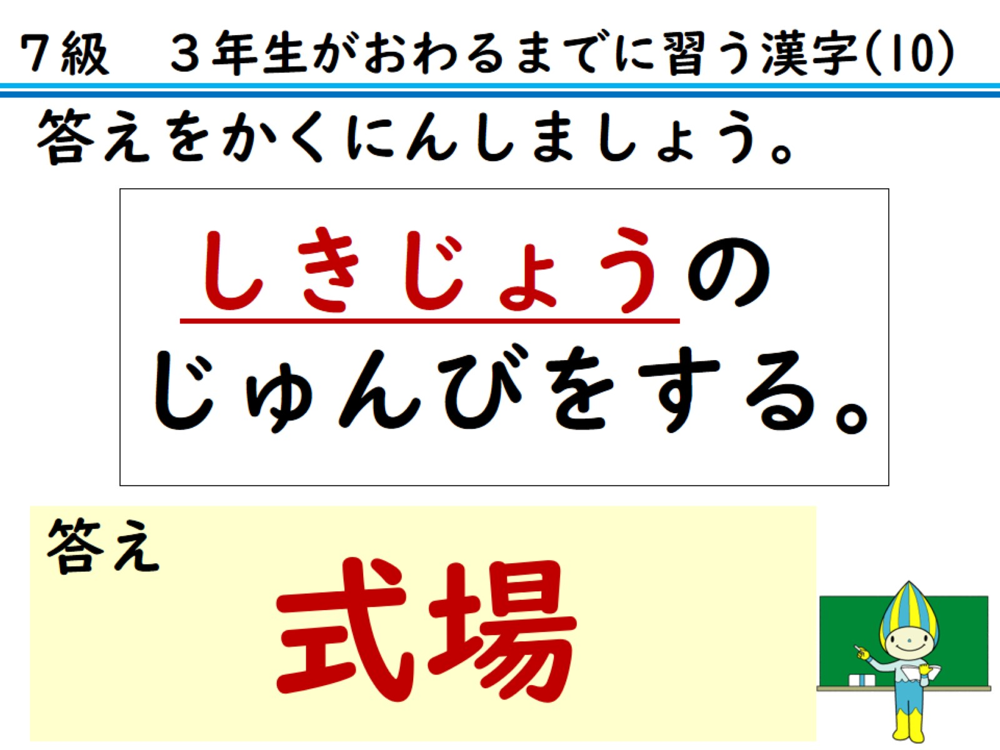 ７級　３年生がおわるまでに習う漢字(10)
答えをかくにんしましょう。
しきじょうの
じゅんびをする。
答え
式場